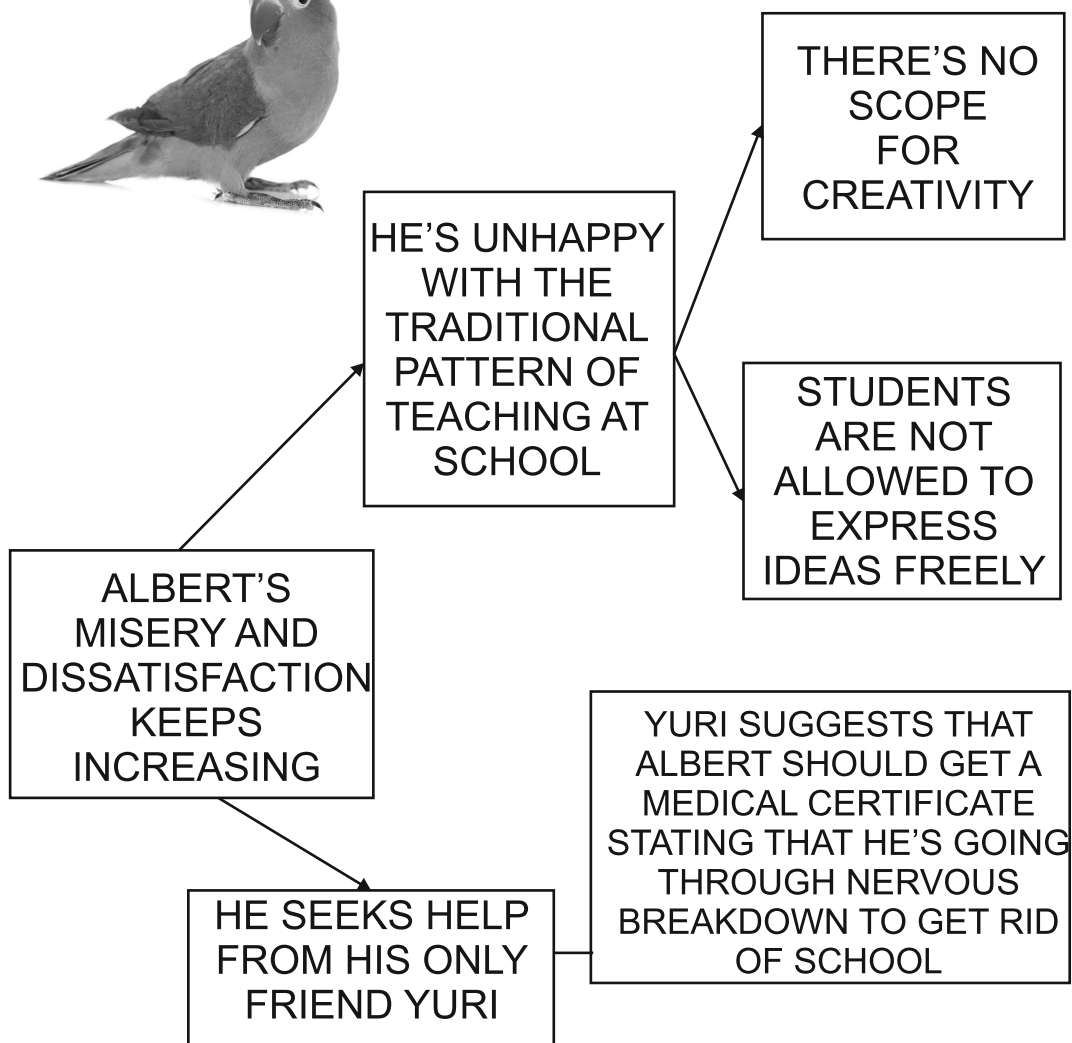 THERE'S NO
SCOPE
FOR
CREATIVITY
HE'S UNHAPPY
WITH THE
TRADITIONAL
PATTERN OF
TEACHING AT
SCHOOL
STUDENTS
ARE NOT
ALLOWED TO
EXPRESS
IDEAS FREELY
ALBERT'S
MISERY AND
DISSATISFACTION
KEEPS
INCREASING
YURI SUGGESTS THAT
ALBERT SHOULD GET A
MEDICAL CERTIFICATE
STATING THAT HE'S GOING
THROUGH NERVOUS
BREAKDOWN TO GET RID
OF SCHOOL
HE SEEKS HELP
FROM HIS ONLY
FRIEND YURI